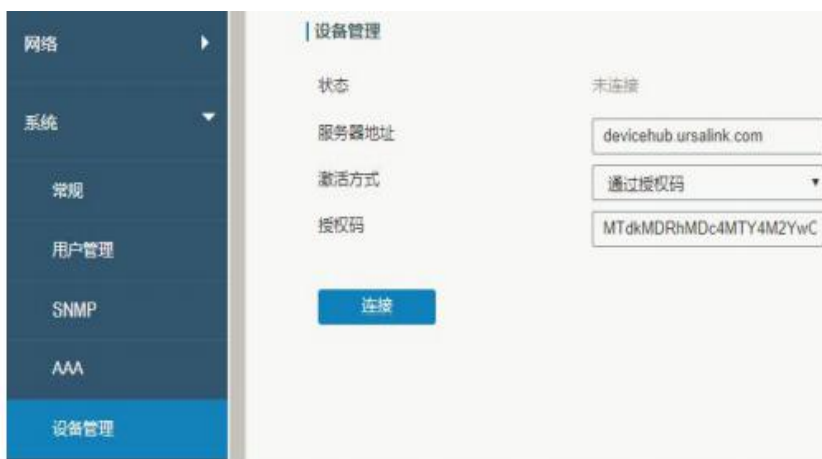 网络
系统
常规
用户管理
SNMP
AAA
设备管理
设备管理
状态
未连接
服务器地址
devicehub.ursalink.com
激活方式
通过授权码
授权码
MTdkMDRhMDc4MTY4M2YwC
连接